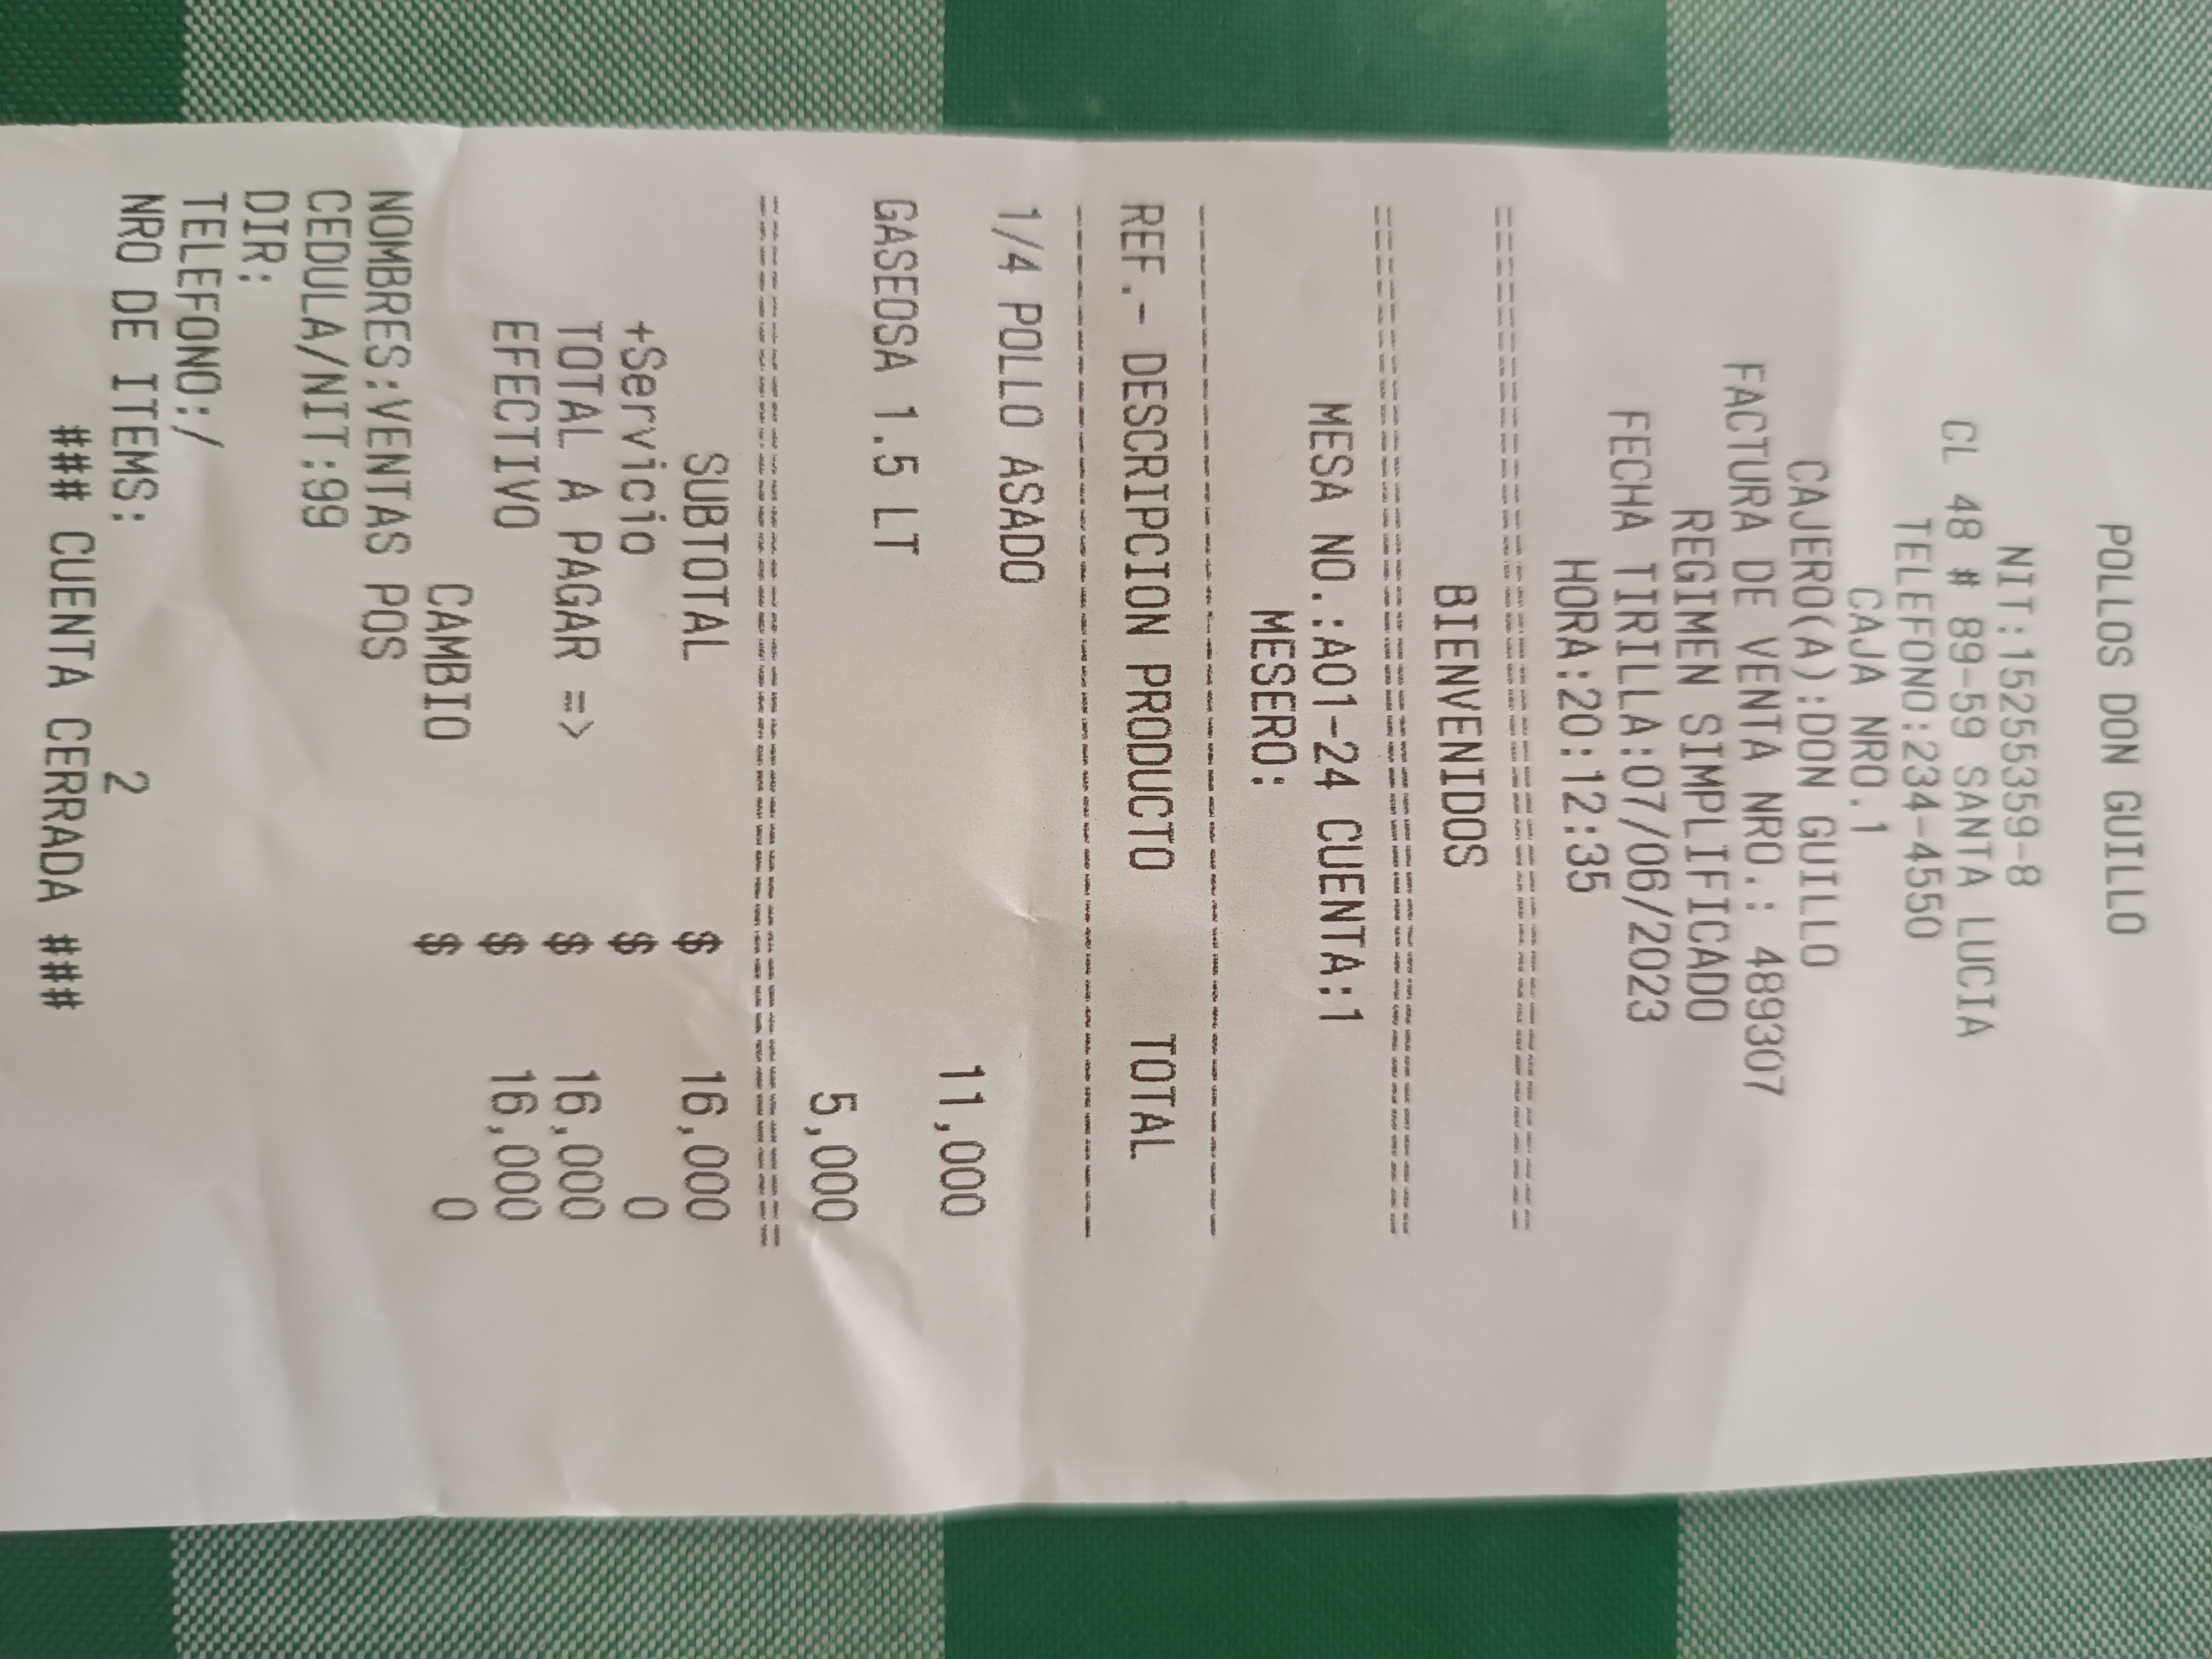 POLLOS DON GUILLO
NIT:15255359-8
CL 48 # 89-59 SANTA LUCIA
TELEFONO:234-4550
CAJA NRO.1
CAJERO(A):DON GUILLO
FACTURA DE VENTA NRO.: 489307
REGIMEN SIMPLIFICADO
FECHA TIRILLA:07/06/2023
HORA:20:12:35
BIENVENIDOS
MESA NO.:A01-24 CUENTA:1
MESERO:
REF.- DESCRIPCION PRODUCTO TOTAL
1/4 POLLO ASADO
11,000
GASEOSA 1.5 LT
5,000
SUBTOTAL $ 16,000
+Servicio $ 0
TOTAL A PAGAR => $ 16,000
EFECTIVO $ 16,000
CAMBIO $ 0
NOMBRES:VENTAS POS
CEDULA/NIT:99
DIR:
TELEFONO:/
NRO DE ITEMS: 2
### CUENTA CERRADA ###